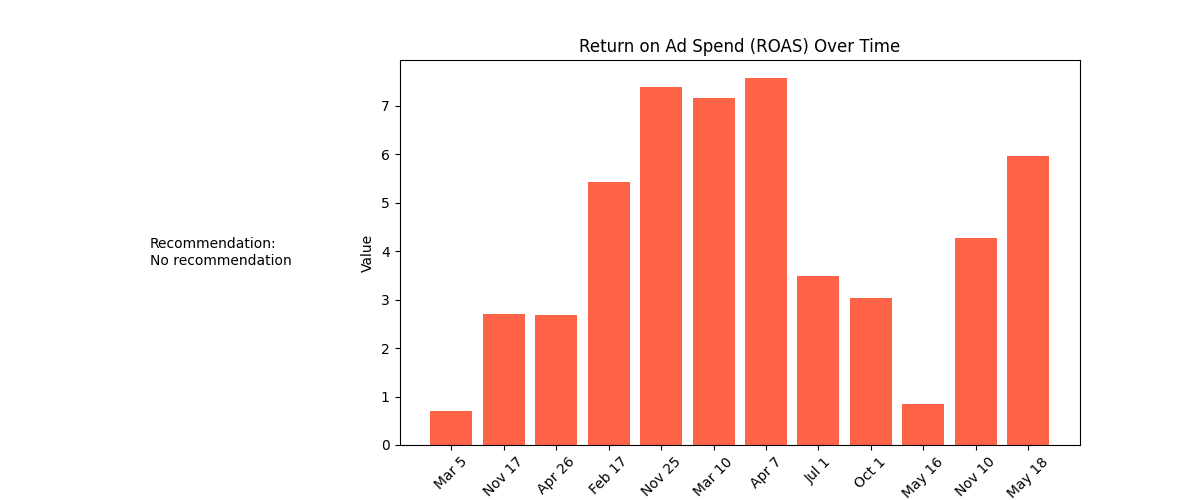 Return on Ad Spend (ROAS) Over Time
Recommendation:
No recommendation
Value
7
6
5
4
3
2
1
0
Mar 5
Nov 17
Apr 26
Feb 17
Nov 25
Mar 10
Apr 7
Jul 1
Oct 1
May 16
Nov 10
May 18